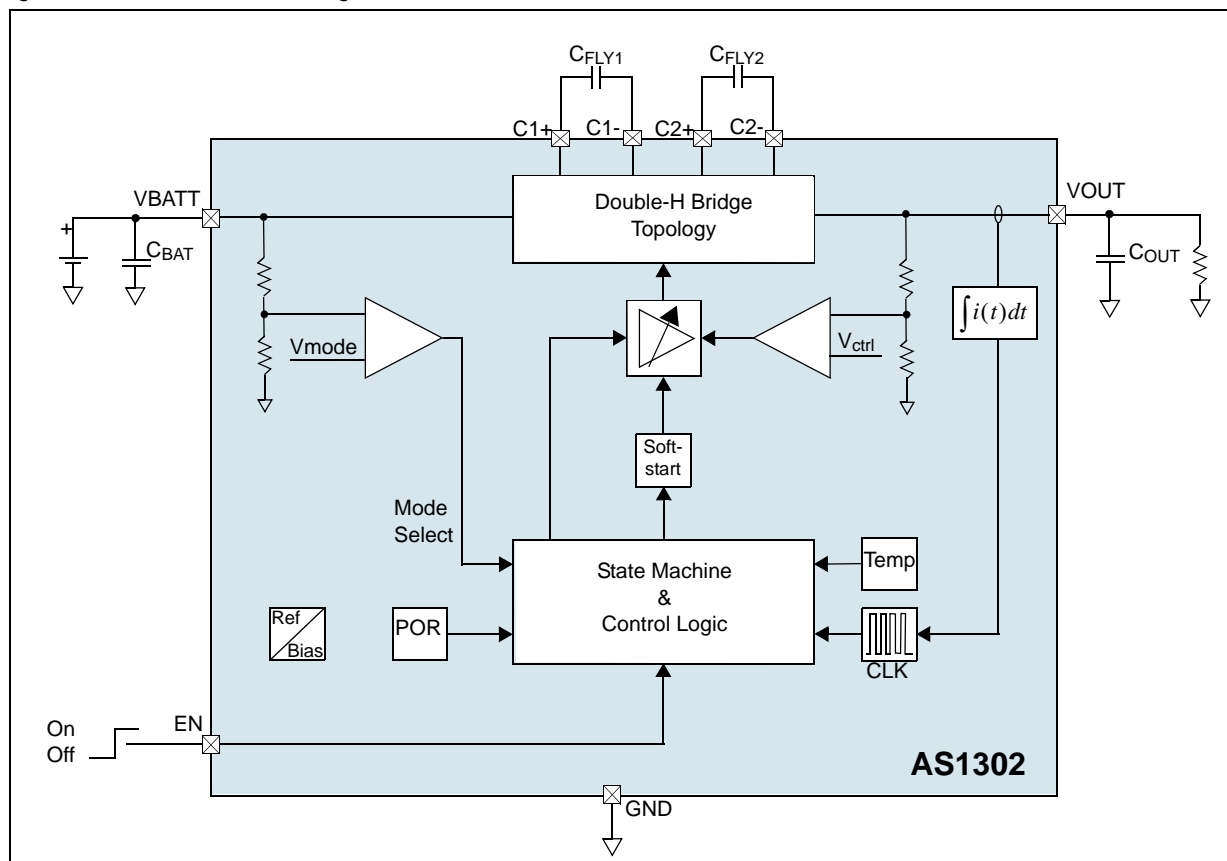 CFLY1
CFLY2
C1+
C1-
C2+
C2-
VBATT
VOUT
Double-H Bridge
Topology
+
CBAT
COUT
∫i(t)dt
Vmode
Vctrl
Soft-
start
Mode
Select
State Machine
&
Control Logic
Temp
Ref
Bias
POR
CLK
On
Off
EN
AS1302
GND